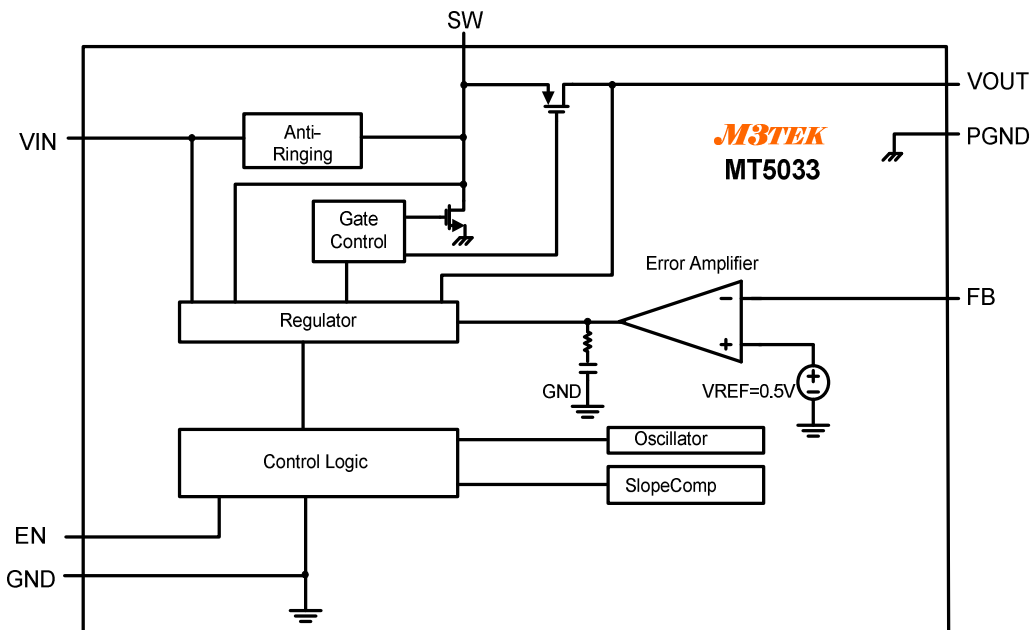 SW
VOUT
VIN
Anti-
Ringing
M3TEK
MT5033
PGND
Gate
Control
Error Amplifier
−
FB
Regulator
+
GND
VREF=0.5V
+
−
Control Logic
Oscillator
SlopeComp
EN
GND